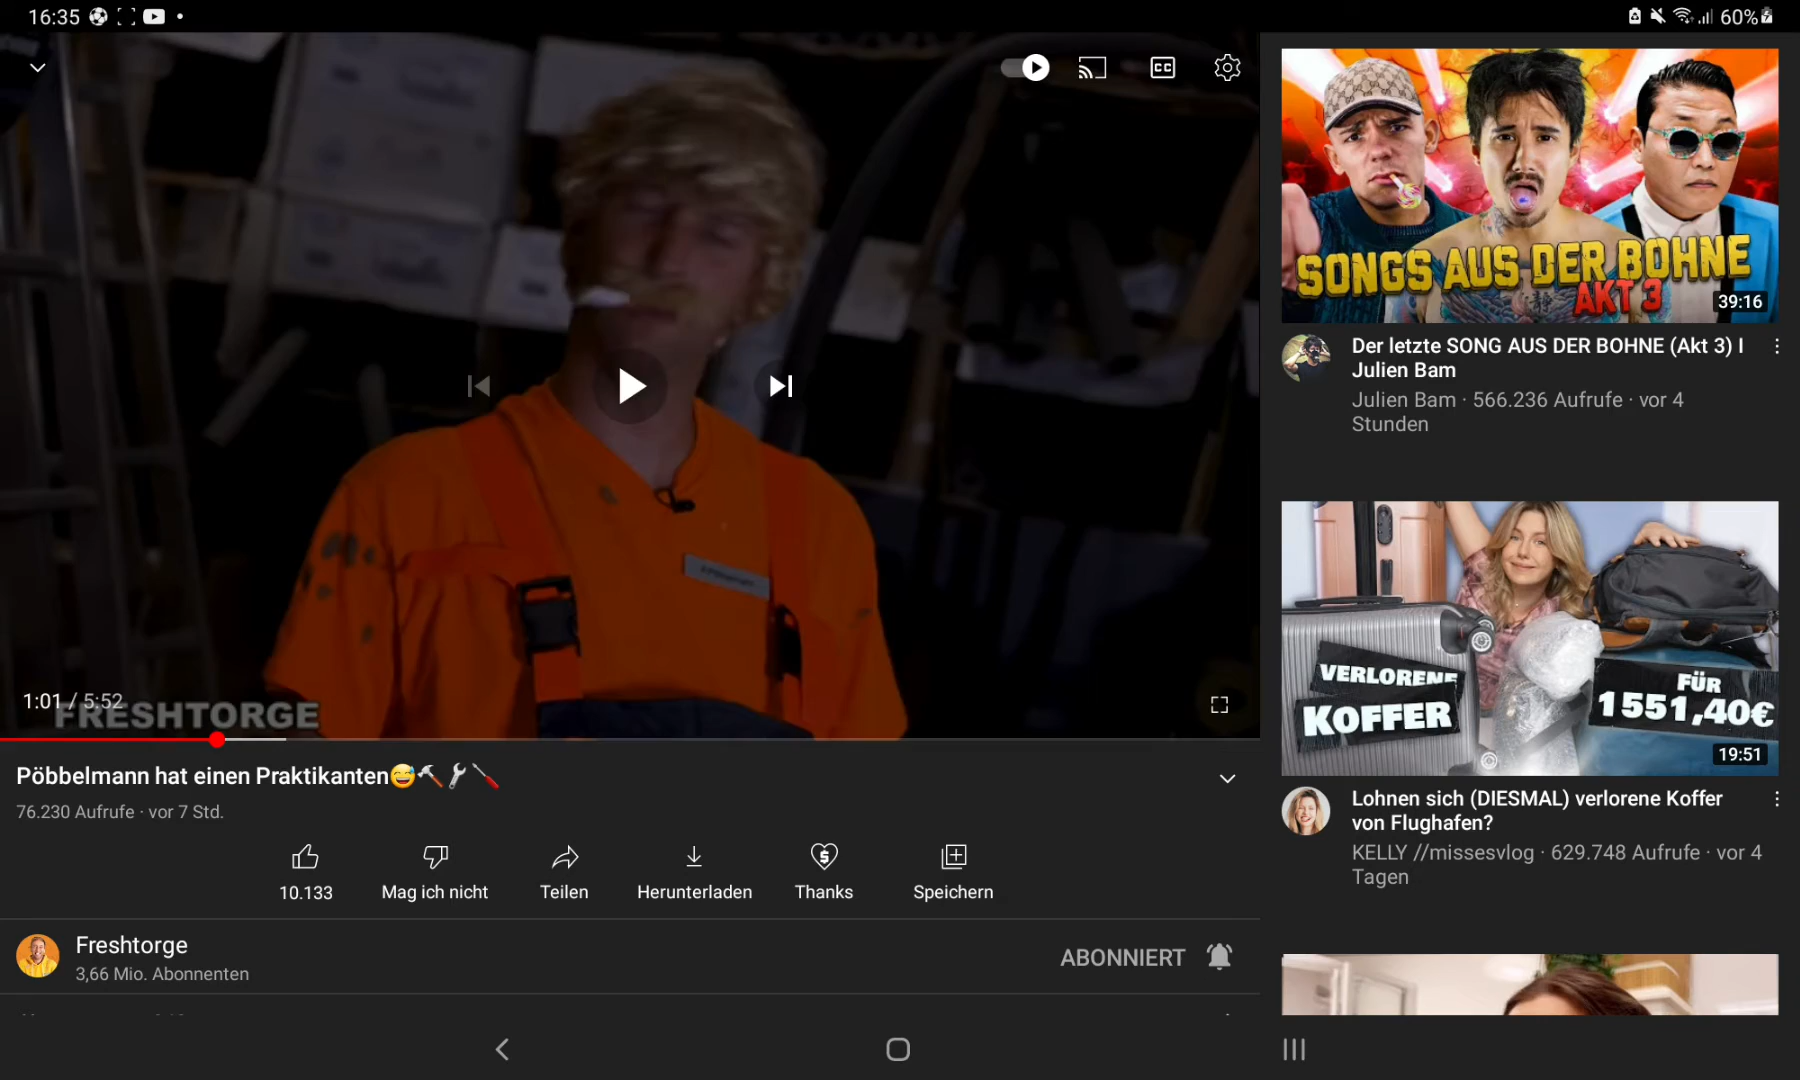 16:35
60%
CC
1:01 / 5:52
FRESHTORGE
Pöbbelmann hat einen Praktikanten😅🔨🔧🪛
76.230 Aufrufe · vor 7 Std.
10.133
Mag ich nicht
Teilen
Herunterladen
Thanks
Speichern
Freshtorge
3,66 Mio. Abonnenten
ABONNIERT
SONGS AUS DER BOHNE
AKT 3
39:16
Der letzte SONG AUS DER BOHNE (Akt 3) I
Julien Bam
Julien Bam · 566.236 Aufrufe · vor 4
Stunden
VERLORENE
KOFFER
FÜR
1551,40€
19:51
Lohnen sich (DIESMAL) verlorene Koffer
von Flughafen?
KELLY //missesvlog · 629.748 Aufrufe · vor 4
Tagen